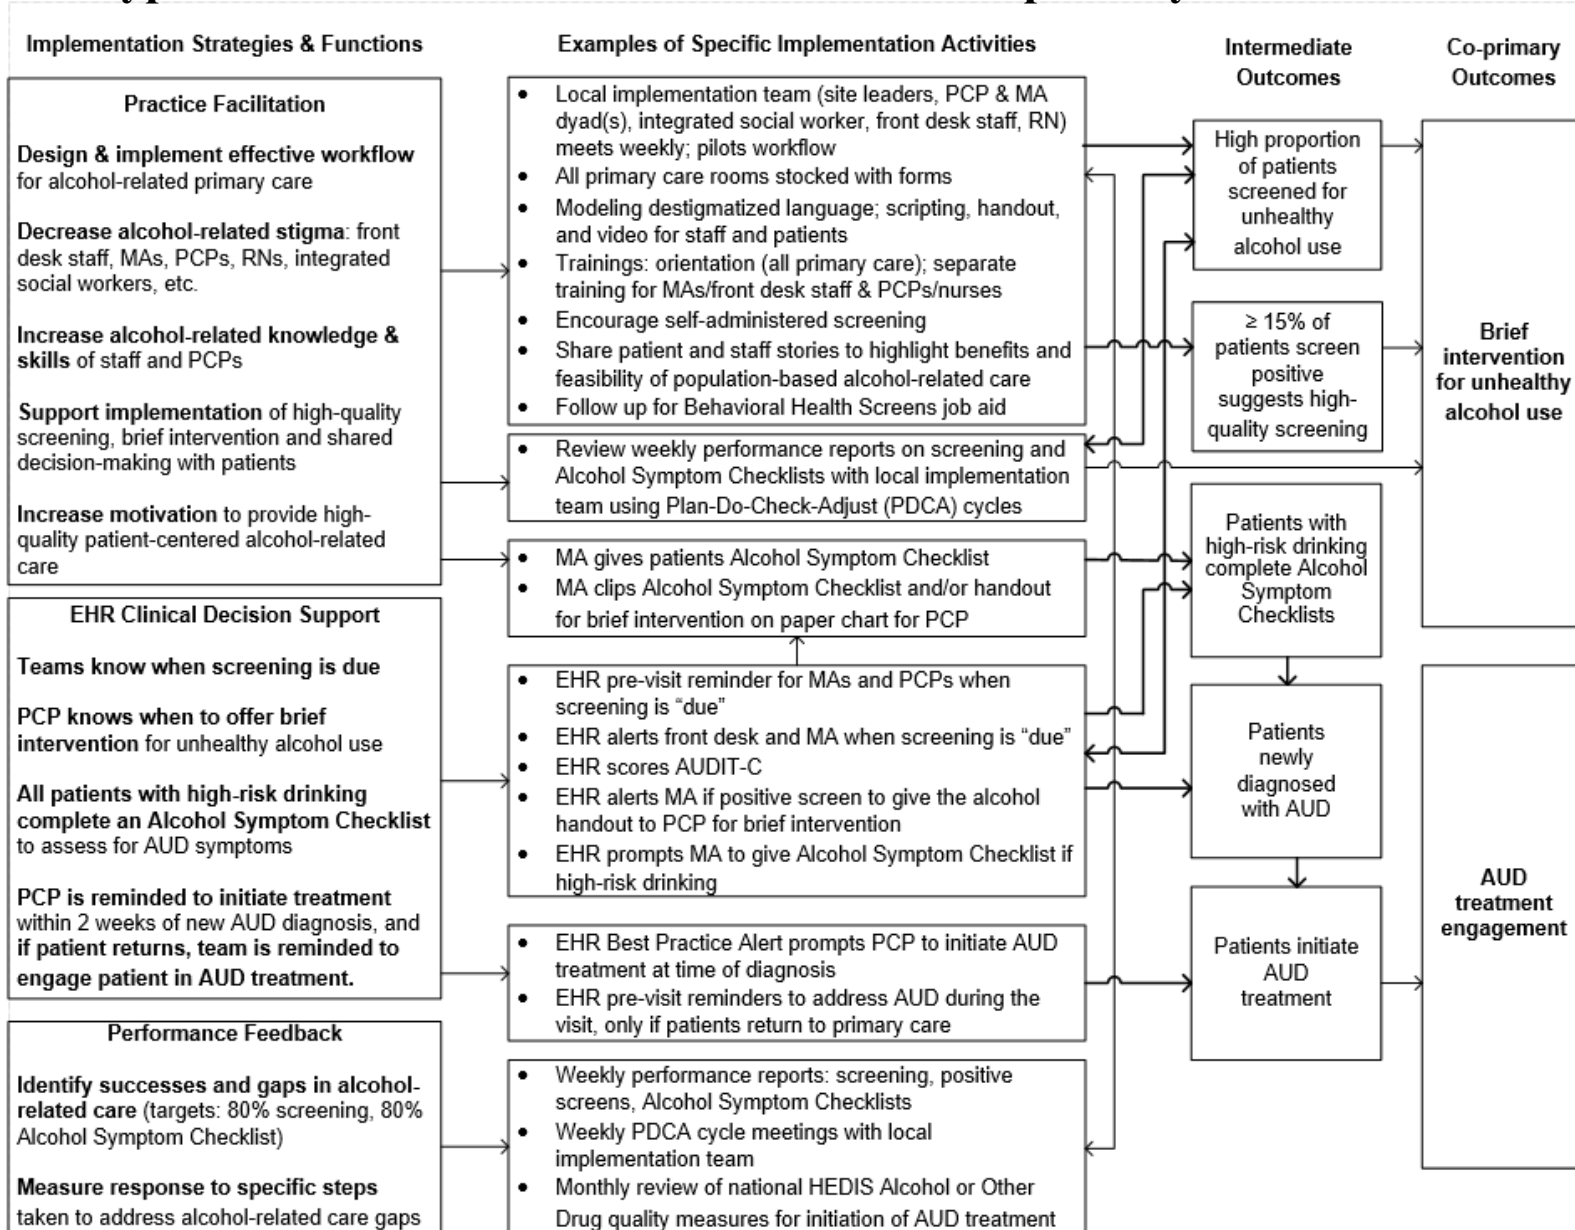 Implementation Strategies & Functions
Examples of Specific Implementation Activities
Intermediate
Outcomes
Co-primary
Outcomes
Practice Facilitation
Design & implement effective workflow
for alcohol-related primary care
Decrease alcohol-related stigma: front
desk staff, MAs, PCPs, RNs, integrated
social workers, etc.
Increase alcohol-related knowledge &
skills of staff and PCPs
Support implementation of high-quality
screening, brief intervention and shared
decision-making with patients
Increase motivation to provide high-
quality patient-centered alcohol-related
care
EHR Clinical Decision Support
Teams know when screening is due
PCP knows when to offer brief
intervention for unhealthy alcohol use
All patients with high-risk drinking
complete an Alcohol Symptom Checklist
to assess for AUD symptoms
PCP is reminded to initiate treatment
within 2 weeks of new AUD diagnosis, and
if patient returns, team is reminded to
engage patient in AUD treatment.
Performance Feedback
Identify successes and gaps in alcohol-
related care (targets: 80% screening, 80%
Alcohol Symptom Checklist)
Measure response to specific steps
taken to address alcohol-related care gaps
• Local implementation team (site leaders, PCP & MA
dyad(s), integrated social worker, front desk staff, RN)
meets weekly; pilots workflow
• All primary care rooms stocked with forms
• Modeling destigmatized language; scripting, handout,
and video for staff and patients
• Trainings: orientation (all primary care); separate
training for MAs/front desk staff & PCPs/nurses
• Encourage self-administered screening
• Share patient and staff stories to highlight benefits and
feasibility of population-based alcohol-related care
• Follow up for Behavioral Health Screens job aid
• Review weekly performance reports on screening and
Alcohol Symptom Checklists with local implementation
team using Plan-Do-Check-Adjust (PDCA) cycles
• MA gives patients Alcohol Symptom Checklist
• MA clips Alcohol Symptom Checklist and/or handout
for brief intervention on paper chart for PCP
• EHR pre-visit reminder for MAs and PCPs when
screening is “due”
• EHR alerts front desk and MA when screening is “due”
• EHR scores AUDIT-C
• EHR alerts MA if positive screen to give the alcohol
handout to PCP for brief intervention
• EHR prompts MA to give Alcohol Symptom Checklist if
high-risk drinking
• EHR Best Practice Alert prompts PCP to initiate AUD
treatment at time of diagnosis
• EHR pre-visit reminders to address AUD during the
visit, only if patients return to primary care
• Weekly performance reports: screening, positive
screens, Alcohol Symptom Checklists
• Weekly PDCA cycle meetings with local
implementation team
• Monthly review of national HEDIS Alcohol or Other
Drug quality measures for initiation of AUD treatment
High proportion
of patients
screened for
unhealthy
alcohol use
≥ 15% of
patients screen
positive
suggests high-
quality screening
Patients with
high-risk drinking
complete Alcohol
Symptom
Checklists
Patients
newly
diagnosed
with AUD
Patients initiate
AUD
treatment
Brief
intervention
for unhealthy
alcohol use
AUD
treatment
engagement